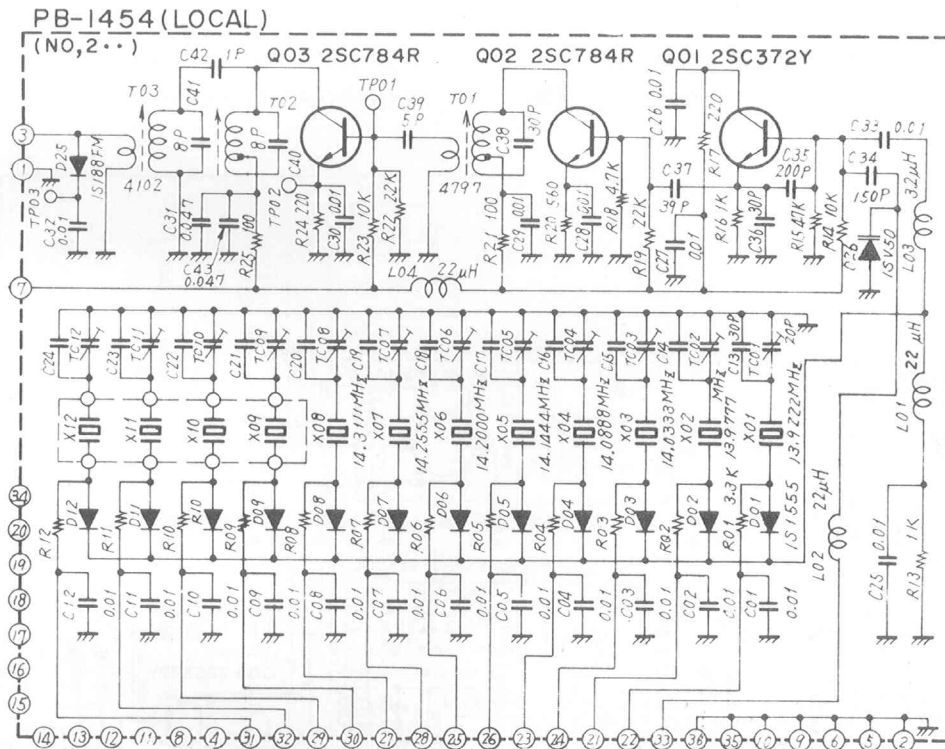 PB-1454 (LOCAL)
(NO,2··)
Q03 2SC784R
Q02 2SC784R
Q01 2SC372Y
C42 1P
TP01
T03
C41
8P
T02
8P
C40
C39
5P
T01
C38
30P
C26 0.01
R17 220
C33 0.01
C34
150P
C35
200P
C37
39P
32μH
L03
3
1
7
D25
1S188FM
TP03
C32
0.01
4102
C31
0.047
C43
0.047
R25 100
TP02
R24 220
C30 0.01
R23 10K
R22 2.2K
4797
R21 100
C29 0.01
R20 560
C28 0.01
R18 4.7K
R19 22K
C27 0.01
R16 1K
C36 30P
R15 47K
R14 10K
1SV50
L04 22μH
C24 TC12 C23 TC11 C22 TC10 C21 TC09 C20 TC08 C19 TC07 C18 TC06 C17 TC05 C16 TC04 C15 TC03 C14 TC02 C13 30P TC01 20P
22μH
L01
X12 X11 X10 X09 X08 X07 X06 X05 X04 X03 X02 X01
14.3111MHz
14.2555MHz
14.2000MHz
14.1444MHz
14.0888MHz
14.0333MHz
13.9777
13.9222MHz
D12 D11 D10 D09 D08 D07 D06 D05 D04 D03 D02 D01
1S1555
R12 R11 R10 R09 R08 R07 R06 R05 R04 R03 R02 R01 3.3K
22μH
L02
C25 0.01
R13 1K
C12 0.01 C11 0.01 C10 0.01 C09 0.01 C08 0.01 C07 0.01 C06 0.01 C05 0.01 C04 0.01 C03 0.01 C02 0.01 C01 0.01
34
20
19
18
17
16
15
14 13 12 11 8 4 31 32 29 30 27 28 25 26 23 24 21 22 33 36 35 10 9 6 5 2